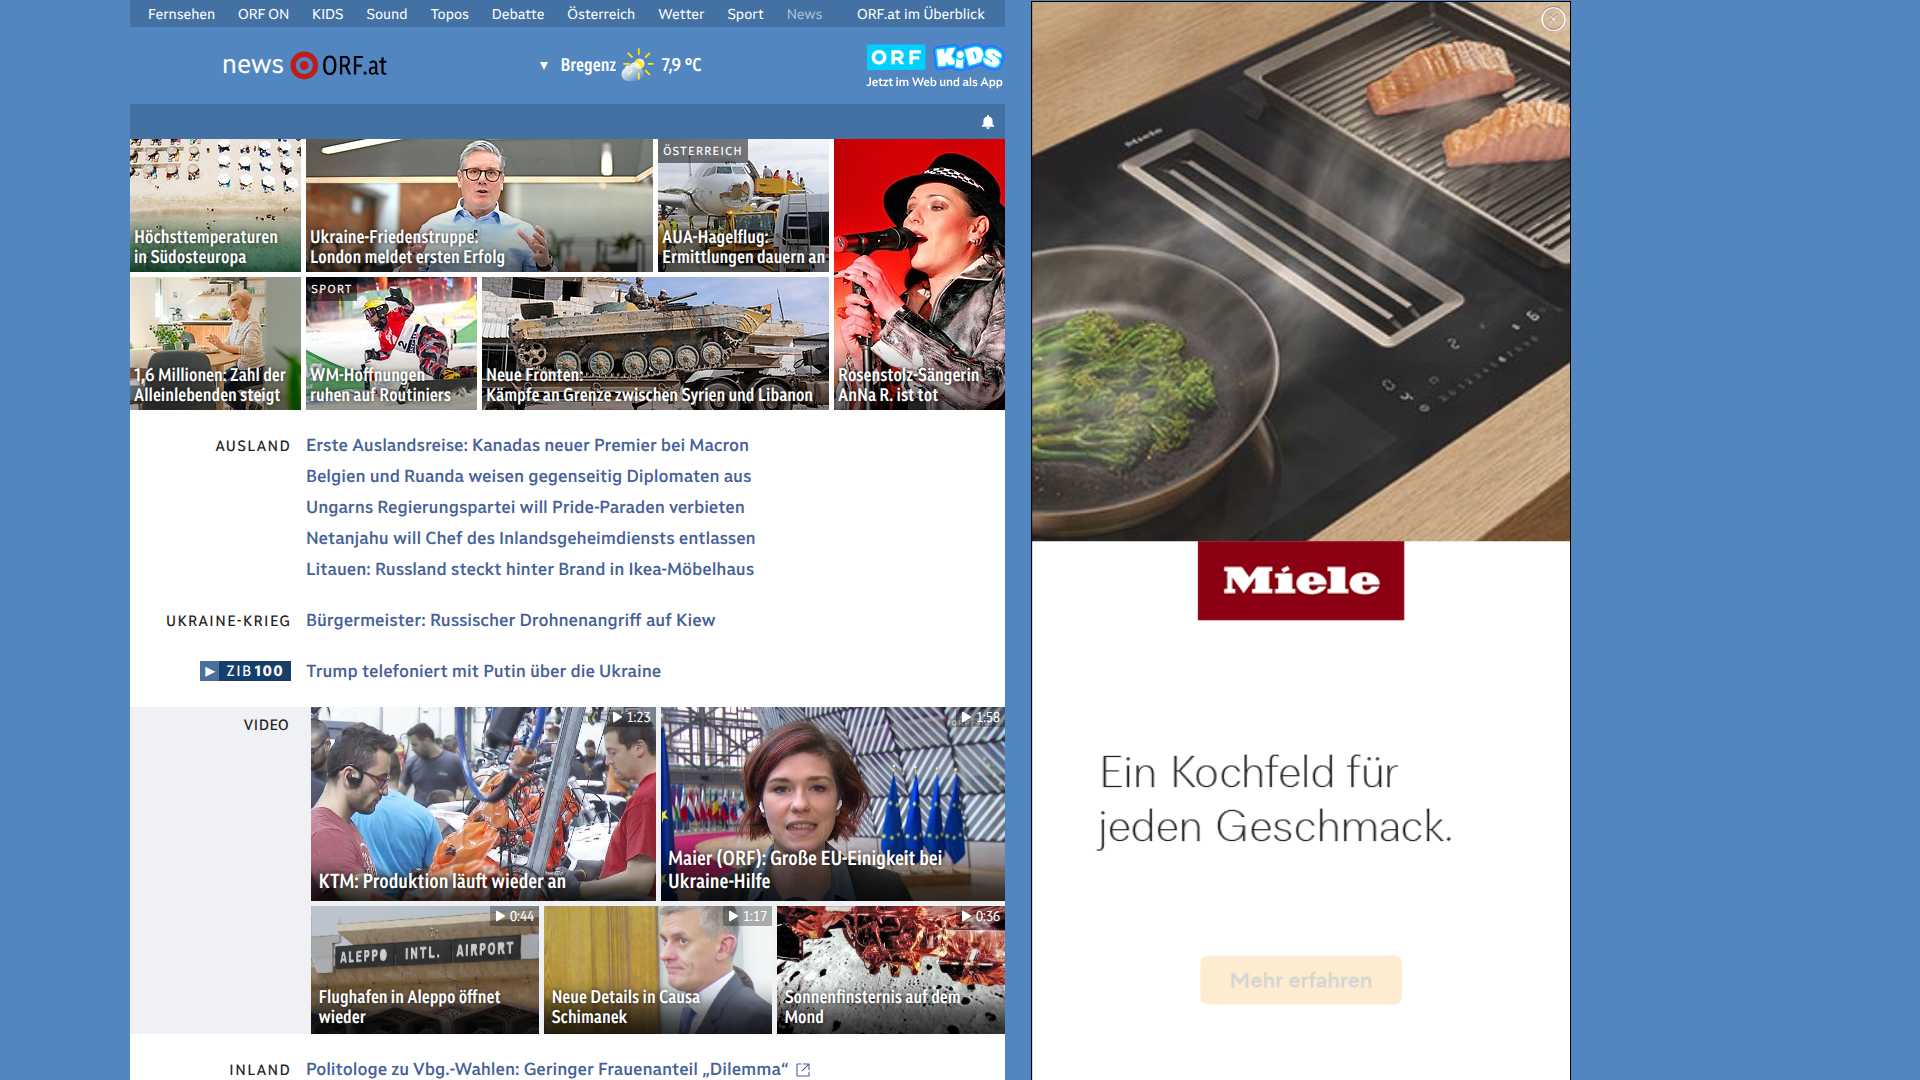 Fernsehen ORF ON KIDS Sound Topos Debatte Österreich Wetter Sport News ORF.at im Überblick
news ORF.at
Bregenz 7,9 °C
ORF KiDS
Jetzt im Web und als App
Höchsttemperaturen
in Südosteuropa
Ukraine-Friedenstruppe:
London meldet ersten Erfolg
ÖSTERREICH
AUA-Hagelflug:
Ermittlungen dauern an
1,6 Millionen: Zahl der
Alleinlebenden steigt
SPORT
WM-Hoffnungen
ruhen auf Routiniers
Neue Fronten:
Kämpfe an Grenze zwischen Syrien und Libanon
Rosenstolz-Sängerin
AnNa R. ist tot
AUSLAND
Erste Auslandsreise: Kanadas neuer Premier bei Macron
Belgien und Ruanda weisen gegenseitig Diplomaten aus
Ungarns Regierungspartei will Pride-Paraden verbieten
Netanjahu will Chef des Inlandsgeheimdiensts entlassen
Litauen: Russland steckt hinter Brand in Ikea-Möbelhaus
UKRAINE-KRIEG
Bürgermeister: Russischer Drohnenangriff auf Kiew
ZIB100
Trump telefoniert mit Putin über die Ukraine
VIDEO
1:23
KTM: Produktion läuft wieder an
1:58
Maier (ORF): Große EU-Einigkeit bei
Ukraine-Hilfe
0:44
ALEPPO INTL. AIRPORT
Flughafen in Aleppo öffnet
wieder
1:17
Neue Details in Causa
Schimanek
0:36
Sonnenfinsternis auf dem
Mond
INLAND
Politologe zu Vbg.-Wahlen: Geringer Frauenanteil „Dilemma“
Miele
Miele
Ein Kochfeld für
jeden Geschmack.
Mehr erfahren